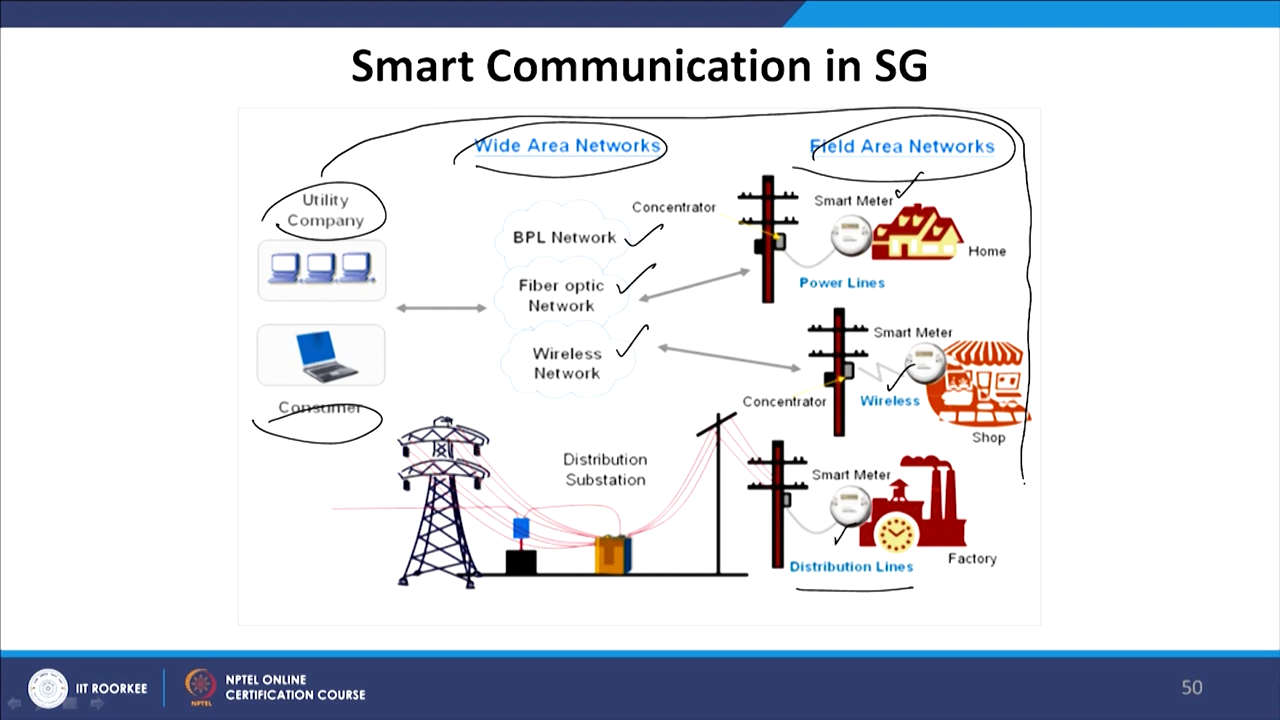 Smart Communication in SG
Wide Area Networks
Field Area Networks
Utility
Company
Consumer
BPL Network
Fiber optic
Network
Wireless
Network
Concentrator
Smart Meter
Home
Power Lines
Smart Meter
Concentrator
Wireless
Shop
Distribution
Substation
Smart Meter
Factory
Distribution Lines
IIT ROORKEE
NPTEL
NPTEL ONLINE
CERTIFICATION COURSE
50